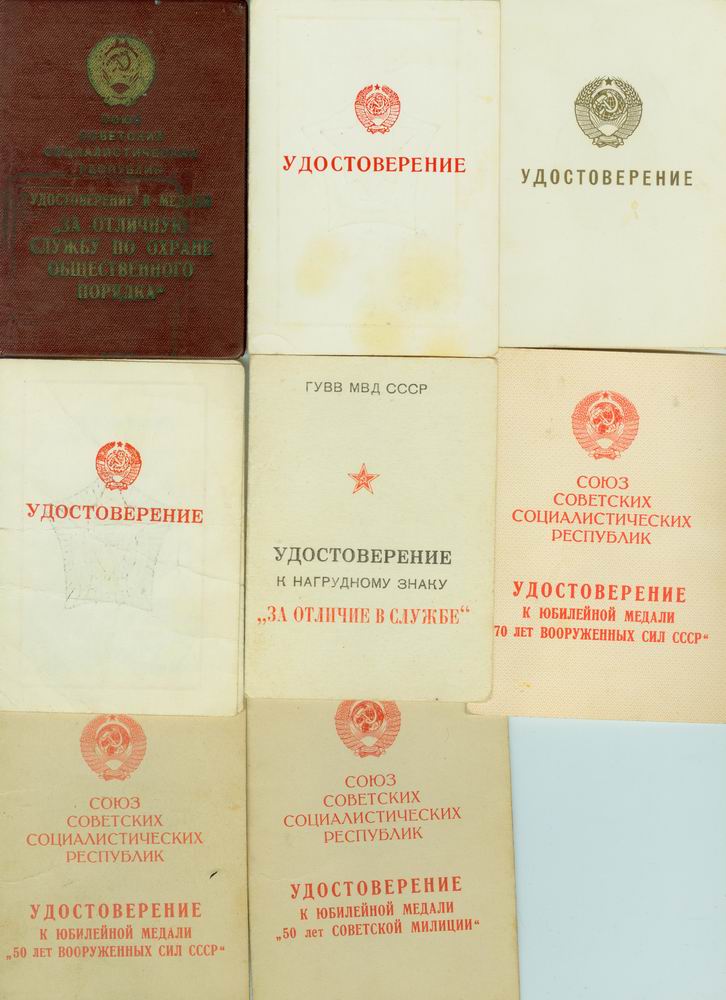 СОЮЗ
СОВЕТСКИХ
СОЦИАЛИСТИЧЕСКИХ
РЕСПУБЛИК
УДОСТОВЕРЕНИЕ К МЕДАЛИ
„ЗА ОТЛИЧНУЮ
СЛУЖБУ ПО ОХРАНЕ
ОБЩЕСТВЕННОГО
ПОРЯДКА“
УДОСТОВЕРЕНИЕ
УДОСТОВЕРЕНИЕ
УДОСТОВЕРЕНИЕ
ГУВВ МВД СССР
УДОСТОВЕРЕНИЕ
К НАГРУДНОМУ ЗНАКУ
„ЗА ОТЛИЧИЕ В СЛУЖБЕ“
СОЮЗ
СОВЕТСКИХ
СОЦИАЛИСТИЧЕСКИХ
РЕСПУБЛИК
УДОСТОВЕРЕНИЕ
К ЮБИЛЕЙНОЙ МЕДАЛИ
70 ЛЕТ ВООРУЖЕННЫХ СИЛ СССР“
СОЮЗ
СОВЕТСКИХ
СОЦИАЛИСТИЧЕСКИХ
РЕСПУБЛИК
УДОСТОВЕРЕНИЕ
К ЮБИЛЕЙНОЙ МЕДАЛИ
„50 ЛЕТ ВООРУЖЕННЫХ СИЛ СССР“
СОЮЗ
СОВЕТСКИХ
СОЦИАЛИСТИЧЕСКИХ
РЕСПУБЛИК
УДОСТОВЕРЕНИЕ
К ЮБИЛЕЙНОЙ МЕДАЛИ
„50 лет СОВЕТСКОЙ МИЛИЦИИ“